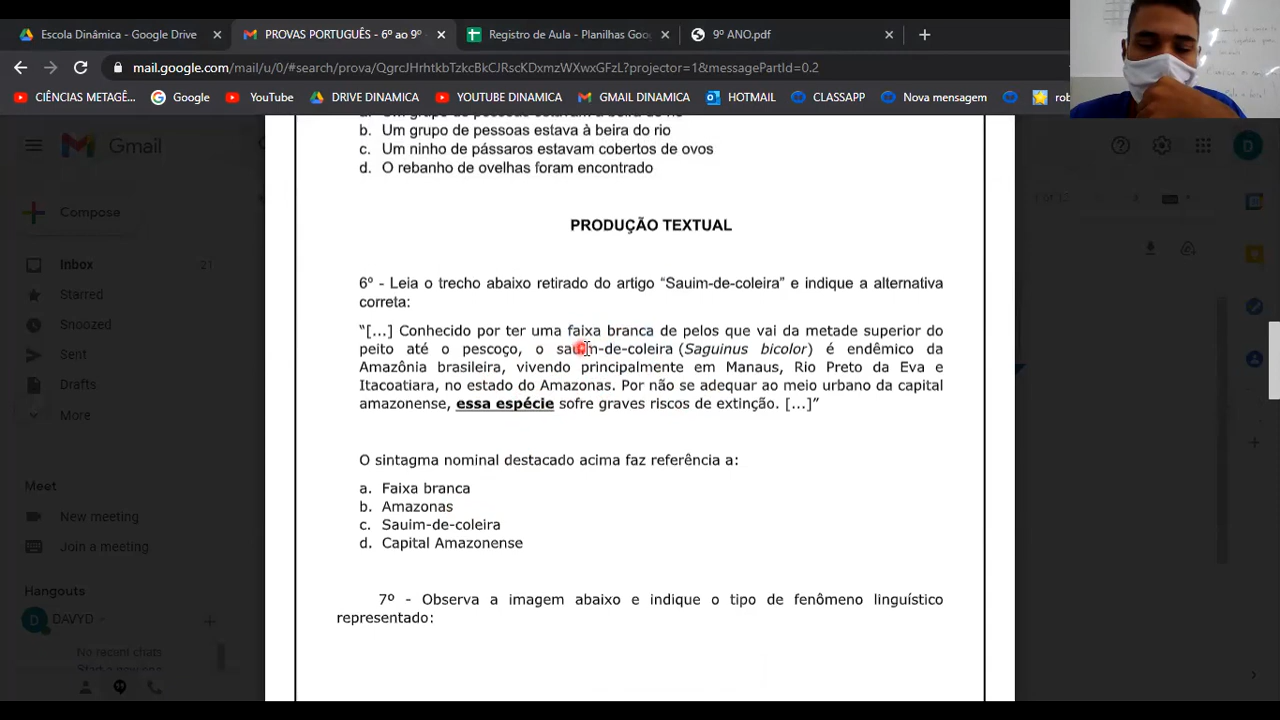 Escola Dinâmica - Google Drive
PROVAS PORTUGUÊS - 6º ao 9º
Registro de Aula - Planilhas Goo
9º ANO.pdf
mail.google.com/mail/u/0/#search/prova/QgrcJHrhtkbTzkcBkCJRscKDxmzWXwxGFzL?projector=1&messagePartId=0.2
CIÊNCIAS METAGÊ...
Google
YouTube
DRIVE DINAMICA
YOUTUBE DINAMICA
GMAIL DINAMICA
HOTMAIL
CLASSAPP
Nova mensagem
rob
Gmail
D
Compose
Inbox 21
Starred
Snoozed
Sent
Drafts
More
Meet
New meeting
Join a meeting
Hangouts
D DAVYD
No recent chats
Start a new one
b. Um grupo de pessoas estava à beira do rio
c. Um ninho de pássaros estavam cobertos de ovos
d. O rebanho de ovelhas foram encontrado
PRODUÇÃO TEXTUAL
6º - Leia o trecho abaixo retirado do artigo “Sauim-de-coleira” e indique a alternativa
correta:
“[...] Conhecido por ter uma faixa branca de pelos que vai da metade superior do
peito até o pescoço, o sauim-de-coleira (Saguinus bicolor) é endêmico da
Amazônia brasileira, vivendo principalmente em Manaus, Rio Preto da Eva e
Itacoatiara, no estado do Amazonas. Por não se adequar ao meio urbano da capital
amazonense, essa espécie sofre graves riscos de extinção. [...]”
O sintagma nominal destacado acima faz referência a:
a. Faixa branca
b. Amazonas
c. Sauim-de-coleira
d. Capital Amazonense
7º - Observa a imagem abaixo e indique o tipo de fenômeno linguístico
representado: